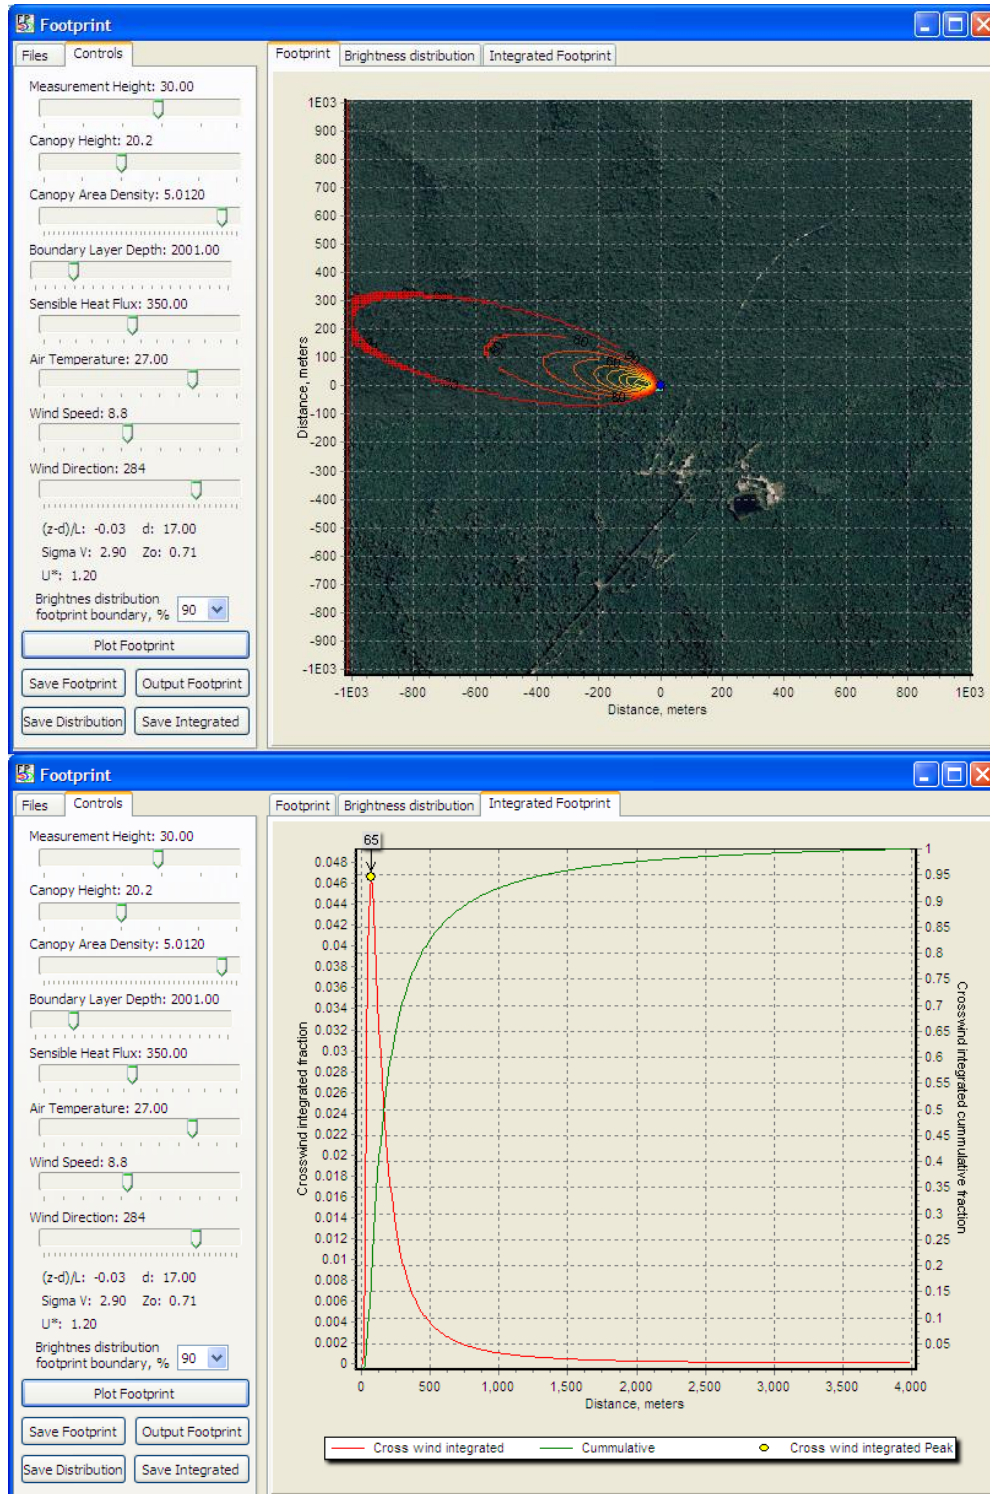 Footprint
Files
Controls
Footprint
Brightness distribution
Integrated Footprint
Measurement Height: 30.00
Canopy Height: 20.2
Canopy Area Density: 5.0120
Boundary Layer Depth: 2001.00
Sensible Heat Flux: 350.00
Air Temperature: 27.00
Wind Speed: 8.8
Wind Direction: 284
(z-d)/L: -0.03 d: 17.00
Sigma V: 2.90 Zo: 0.71
U*: 1.20
Brightnes distribution
footprint boundary, % 90
Plot Footprint
Save Footprint
Output Footprint
Save Distribution
Save Integrated
1E03
900
800
700
600
500
400
300
200
100
0
-100
-200
-300
-400
-500
-600
-700
-800
-900
-1E03
Distance, meters
80
90
60
80
-1E03
-800
-600
-400
-200
0
200
400
600
800
1E03
Distance, meters
Footprint
Files
Controls
Footprint
Brightness distribution
Integrated Footprint
Measurement Height: 30.00
Canopy Height: 20.2
Canopy Area Density: 5.0120
Boundary Layer Depth: 2001.00
Sensible Heat Flux: 350.00
Air Temperature: 27.00
Wind Speed: 8.8
Wind Direction: 284
(z-d)/L: -0.03 d: 17.00
Sigma V: 2.90 Zo: 0.71
U*: 1.20
Brightnes distribution
footprint boundary, % 90
Plot Footprint
Save Footprint
Output Footprint
Save Distribution
Save Integrated
65
0.048
0.046
0.044
0.042
0.04
0.038
0.036
0.034
0.032
0.03
0.028
0.026
0.024
0.022
0.02
0.018
0.016
0.014
0.012
0.01
0.008
0.006
0.004
0.002
0
Crosswind integrated fraction
1
0.95
0.9
0.85
0.8
0.75
0.7
0.65
0.6
0.55
0.5
0.45
0.4
0.35
0.3
0.25
0.2
0.15
0.1
0.05
Crosswind integrated cummulative fraction
0
500
1,000
1,500
2,000
2,500
3,000
3,500
4,000
Distance, meters
Cross wind integrated
Cummulative
Cross wind integrated Peak